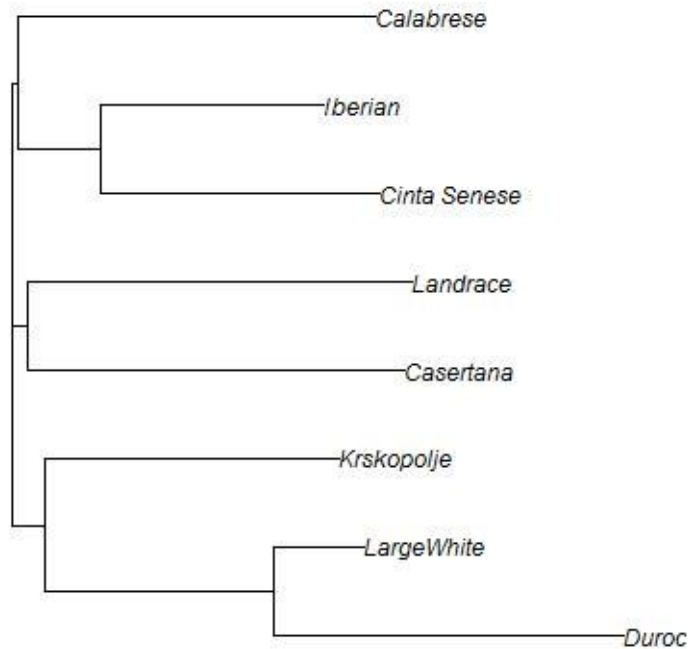 Calabrese
Iberian
Cinta Senese
Landrace
Casertana
Krskopolje
LargeWhite
Duroc